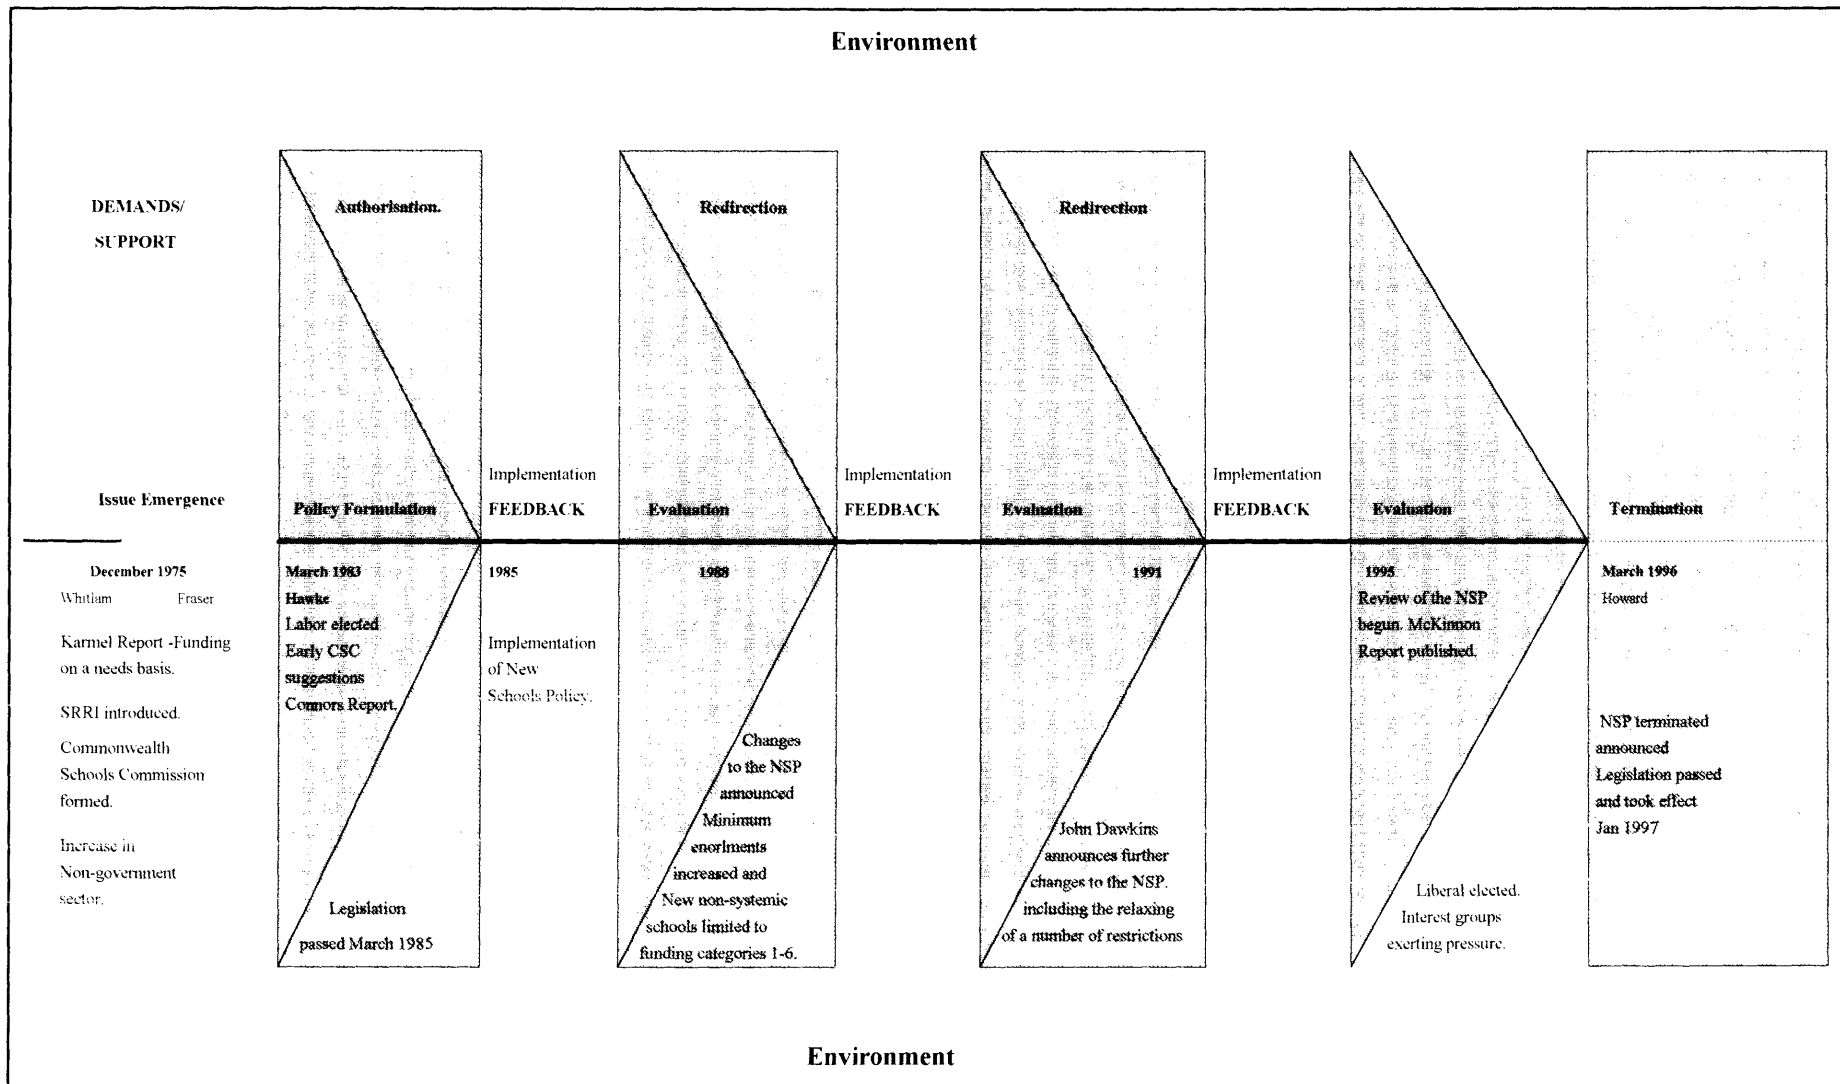 Environment
DEMANDS/
SUPPORT
Authorisation.
Redirection
Redirection
Issue Emergence
Policy Formulation
Implementation
FEEDBACK
Evaluation
Implementation
FEEDBACK
Evaluation
Implementation
FEEDBACK
Evaluation
Termination
December 1975
Whitlam Fraser
Karmel Report -Funding
on a needs basis.
SRRI introduced.
Commonwealth
Schools Commission
formed.
Increase in
Non-government
sector.
March 1983
Hawke
Labor elected
Early CSC
suggestions
Connors Report.
Legislation
passed March 1985
1985
Implementation
of New
Schools Policy.
1988
Changes
to the NSP
announced
Minimum
enorlments
increased and
New non-systemic
schools limited to
funding categories 1-6.
1991
John Dawkins
announces further
changes to the NSP.
including the relaxing
of a number of restrictions
1995
Review of the NSP
begun. McKinnon
Report published.
Liberal elected.
Interest groups
exerting pressure.
March 1996
Howard
NSP terminated
announced
Legislation passed
and took effect
Jan 1997
Environment